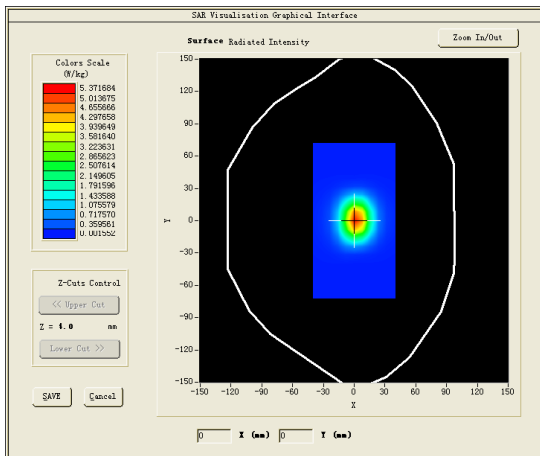 SAR Visualisation Graphical Interface
Surface Radiated Intensity
Zoom In/Out
Colors Scale
(W/kg)
5.371684
5.013675
4.655666
4.297658
3.939649
3.581640
3.223631
2.865623
2.507614
2.149605
1.791596
1.433588
1.075579
0.717570
0.359561
0.001552
Z-Cuts Control
<< Upper Cut
Z = 4.0 mm
Lower Cut >>
SAVE
Cancel
150
120
90
60
30
0
-30
-60
-90
-120
-150
Y
-150 -120 -90 -60 -30 0 30 60 90 120 150
X
0 X (mm) 0 Y (mm)